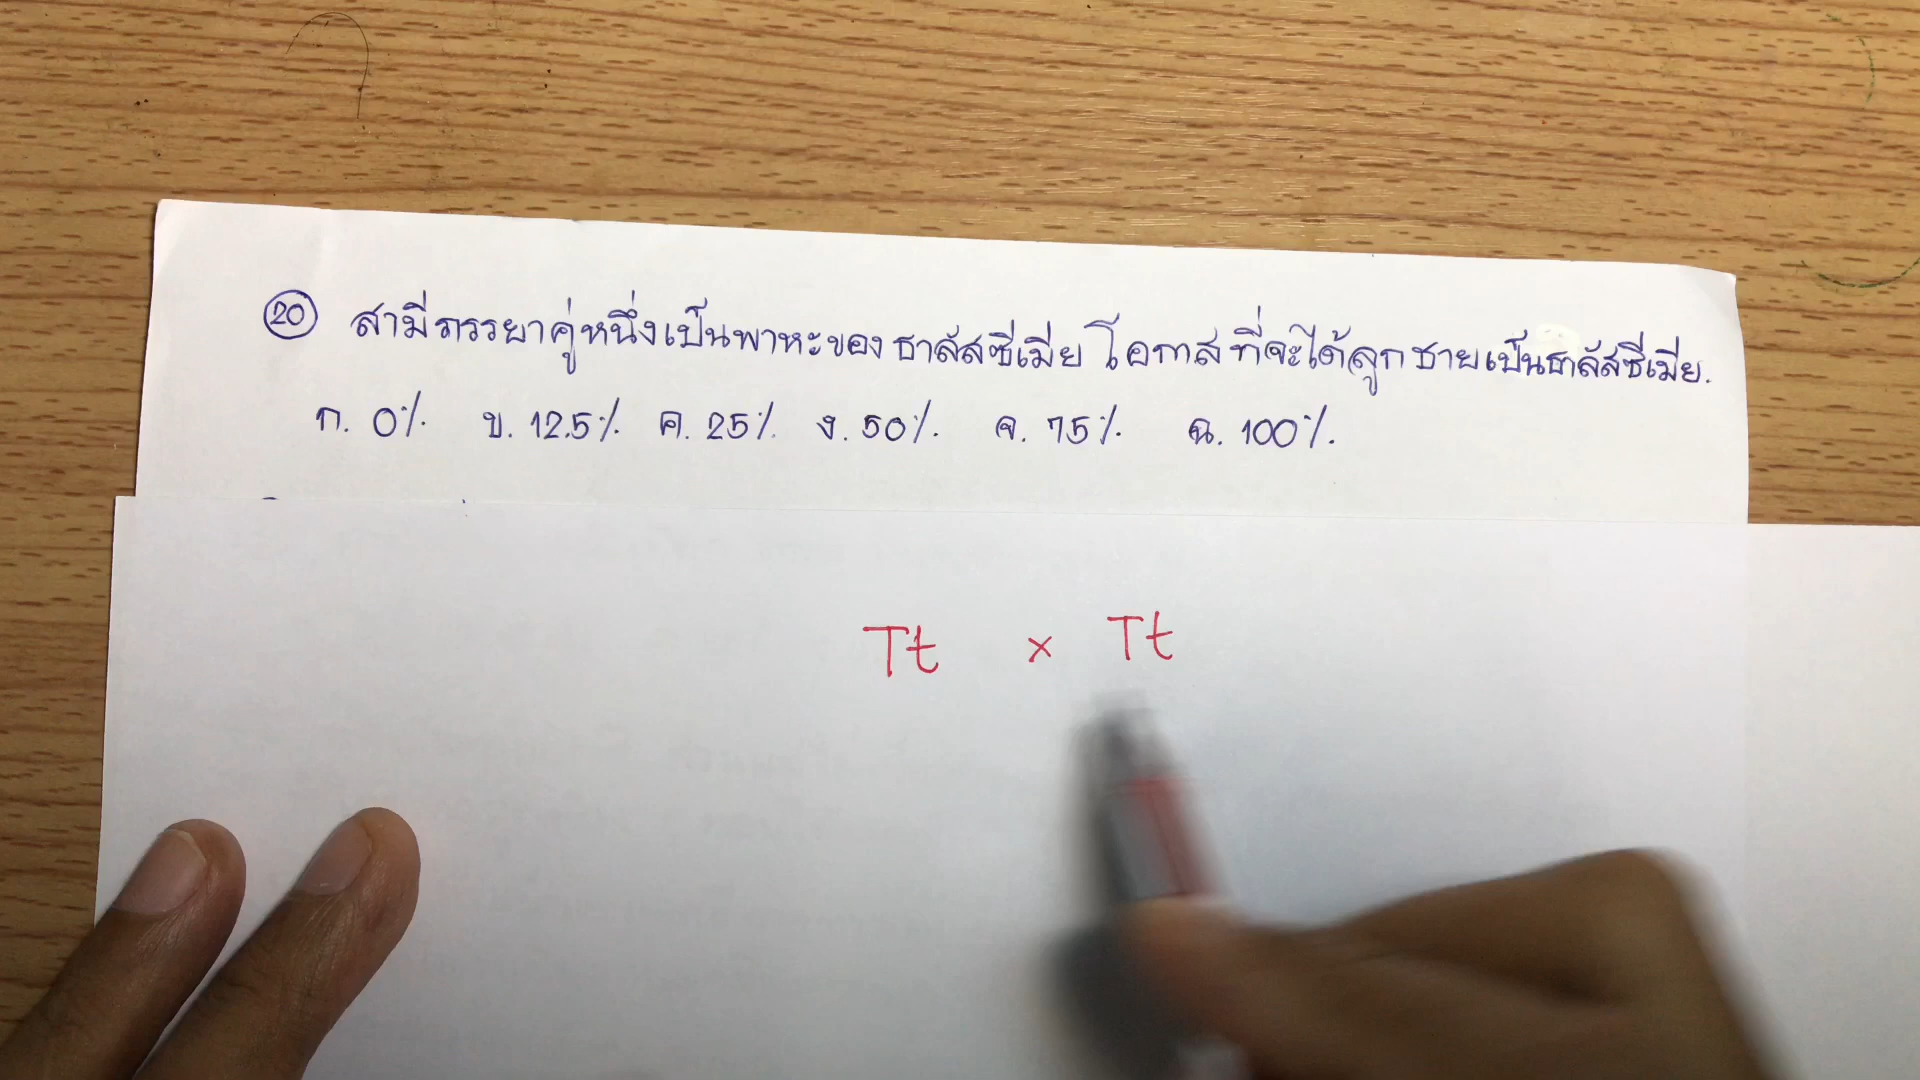 20 สามีภรรยาคู่หนึ่งเป็นพาหะของธาลัสซีเมีย โอกาสที่จะได้ลูกชายเป็นธาลัสซีเมีย.
ก. 0% ข. 12.5% ค. 25% ง. 50% จ. 75% ฉ. 100%
Tt × Tt